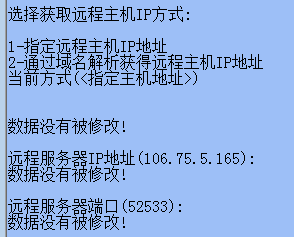 选择获取远程主机IP方式:
1-指定远程主机IP地址
2-通过域名解析获得远程主机IP地址
当前方式(<指定主机地址>)
数据没有被修改!
远程服务器IP地址(106.75.5.165):
数据没有被修改!
远程服务器端口(52533):
数据没有被修改!